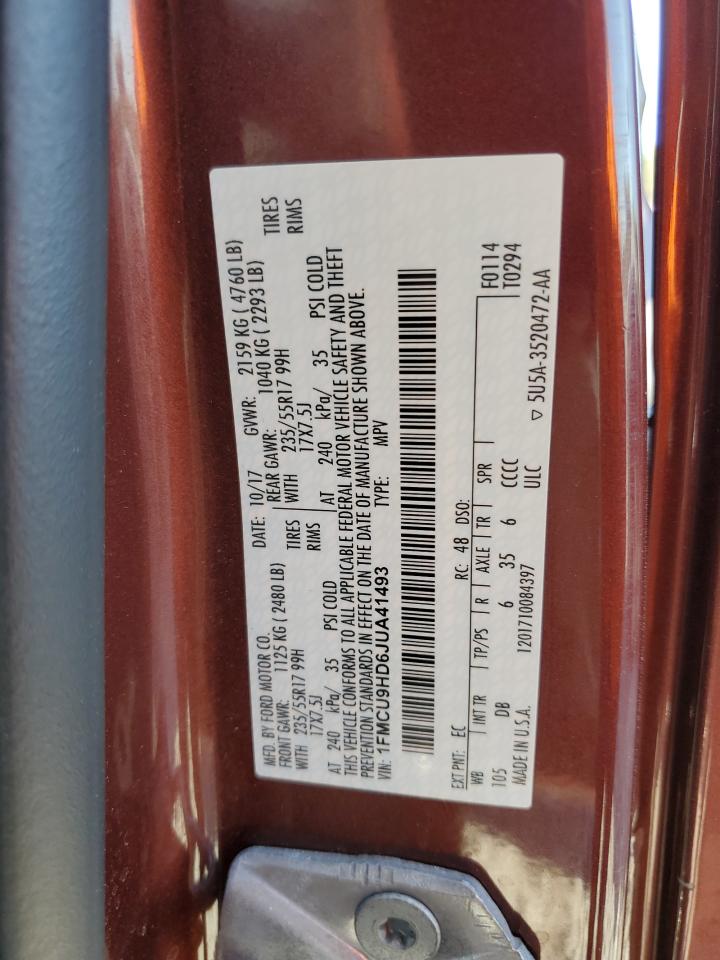 MFD. BY FORD MOTOR CO. DATE: 10/17 GVWR: 2159 KG ( 4760 LB)
FRONT GAWR: 1125 KG ( 2480 LB) REAR GAWR: 1040 KG ( 2293 LB)
WITH 235/55R17 99H TIRES WITH 235/55R17 99H TIRES
17X7.5J RIMS 17X7.5J RIMS
AT 240 kPa/ 35 PSI COLD AT 240 kPa/ 35 PSI COLD
THIS VEHICLE CONFORMS TO ALL APPLICABLE FEDERAL MOTOR VEHICLE SAFETY AND THEFT
PREVENTION STANDARDS IN EFFECT ON THE DATE OF MANUFACTURE SHOWN ABOVE.
VIN: 1FMCU9HD6JUA41493 TYPE: MPV
EXT PNT: EC RC: 48 DSO:
WB INT TR TP/PS R AXLE TR SPR F0114
105 DB 6 35 6 CCCC T0294
MADE IN U.S.A. 1201710084397 ULC
▽ 5U5A-3520472-AA